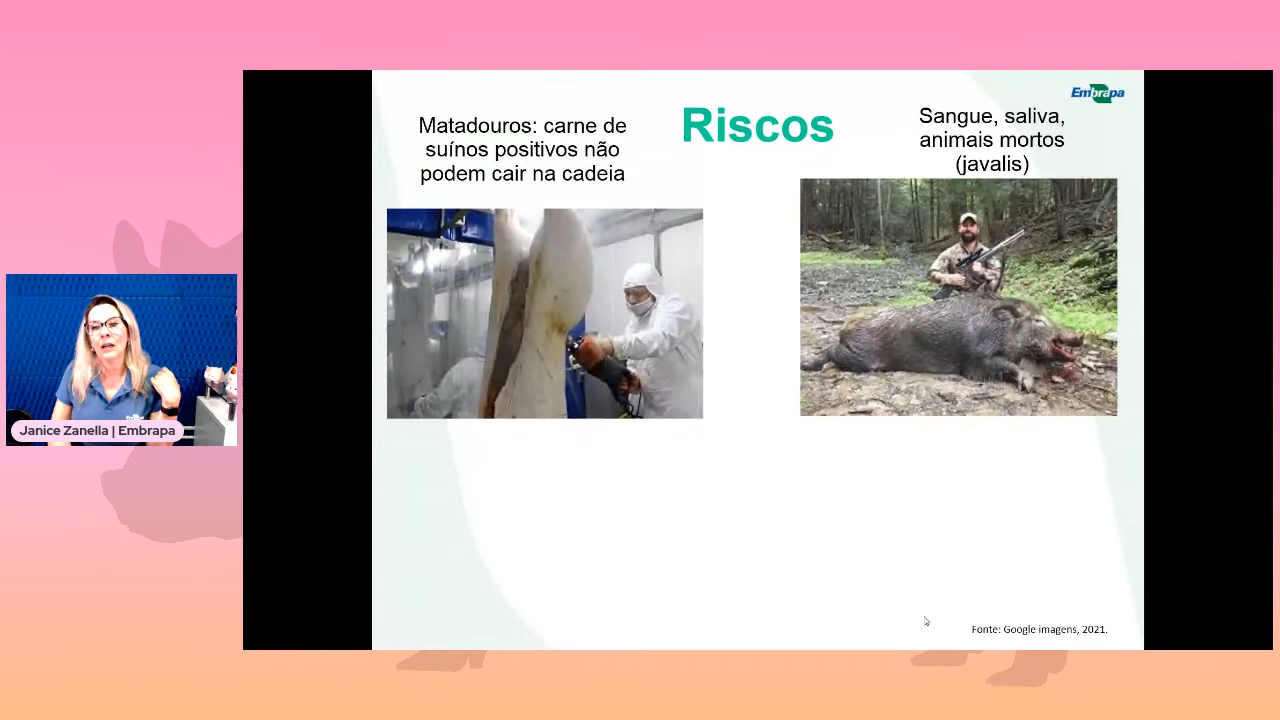 Embrapa
Riscos
Matadouros: carne de
suínos positivos não
podem cair na cadeia
Sangue, saliva,
animais mortos
(javalis)
Janice Zanella | Embrapa
Fonte: Google imagens, 2021.